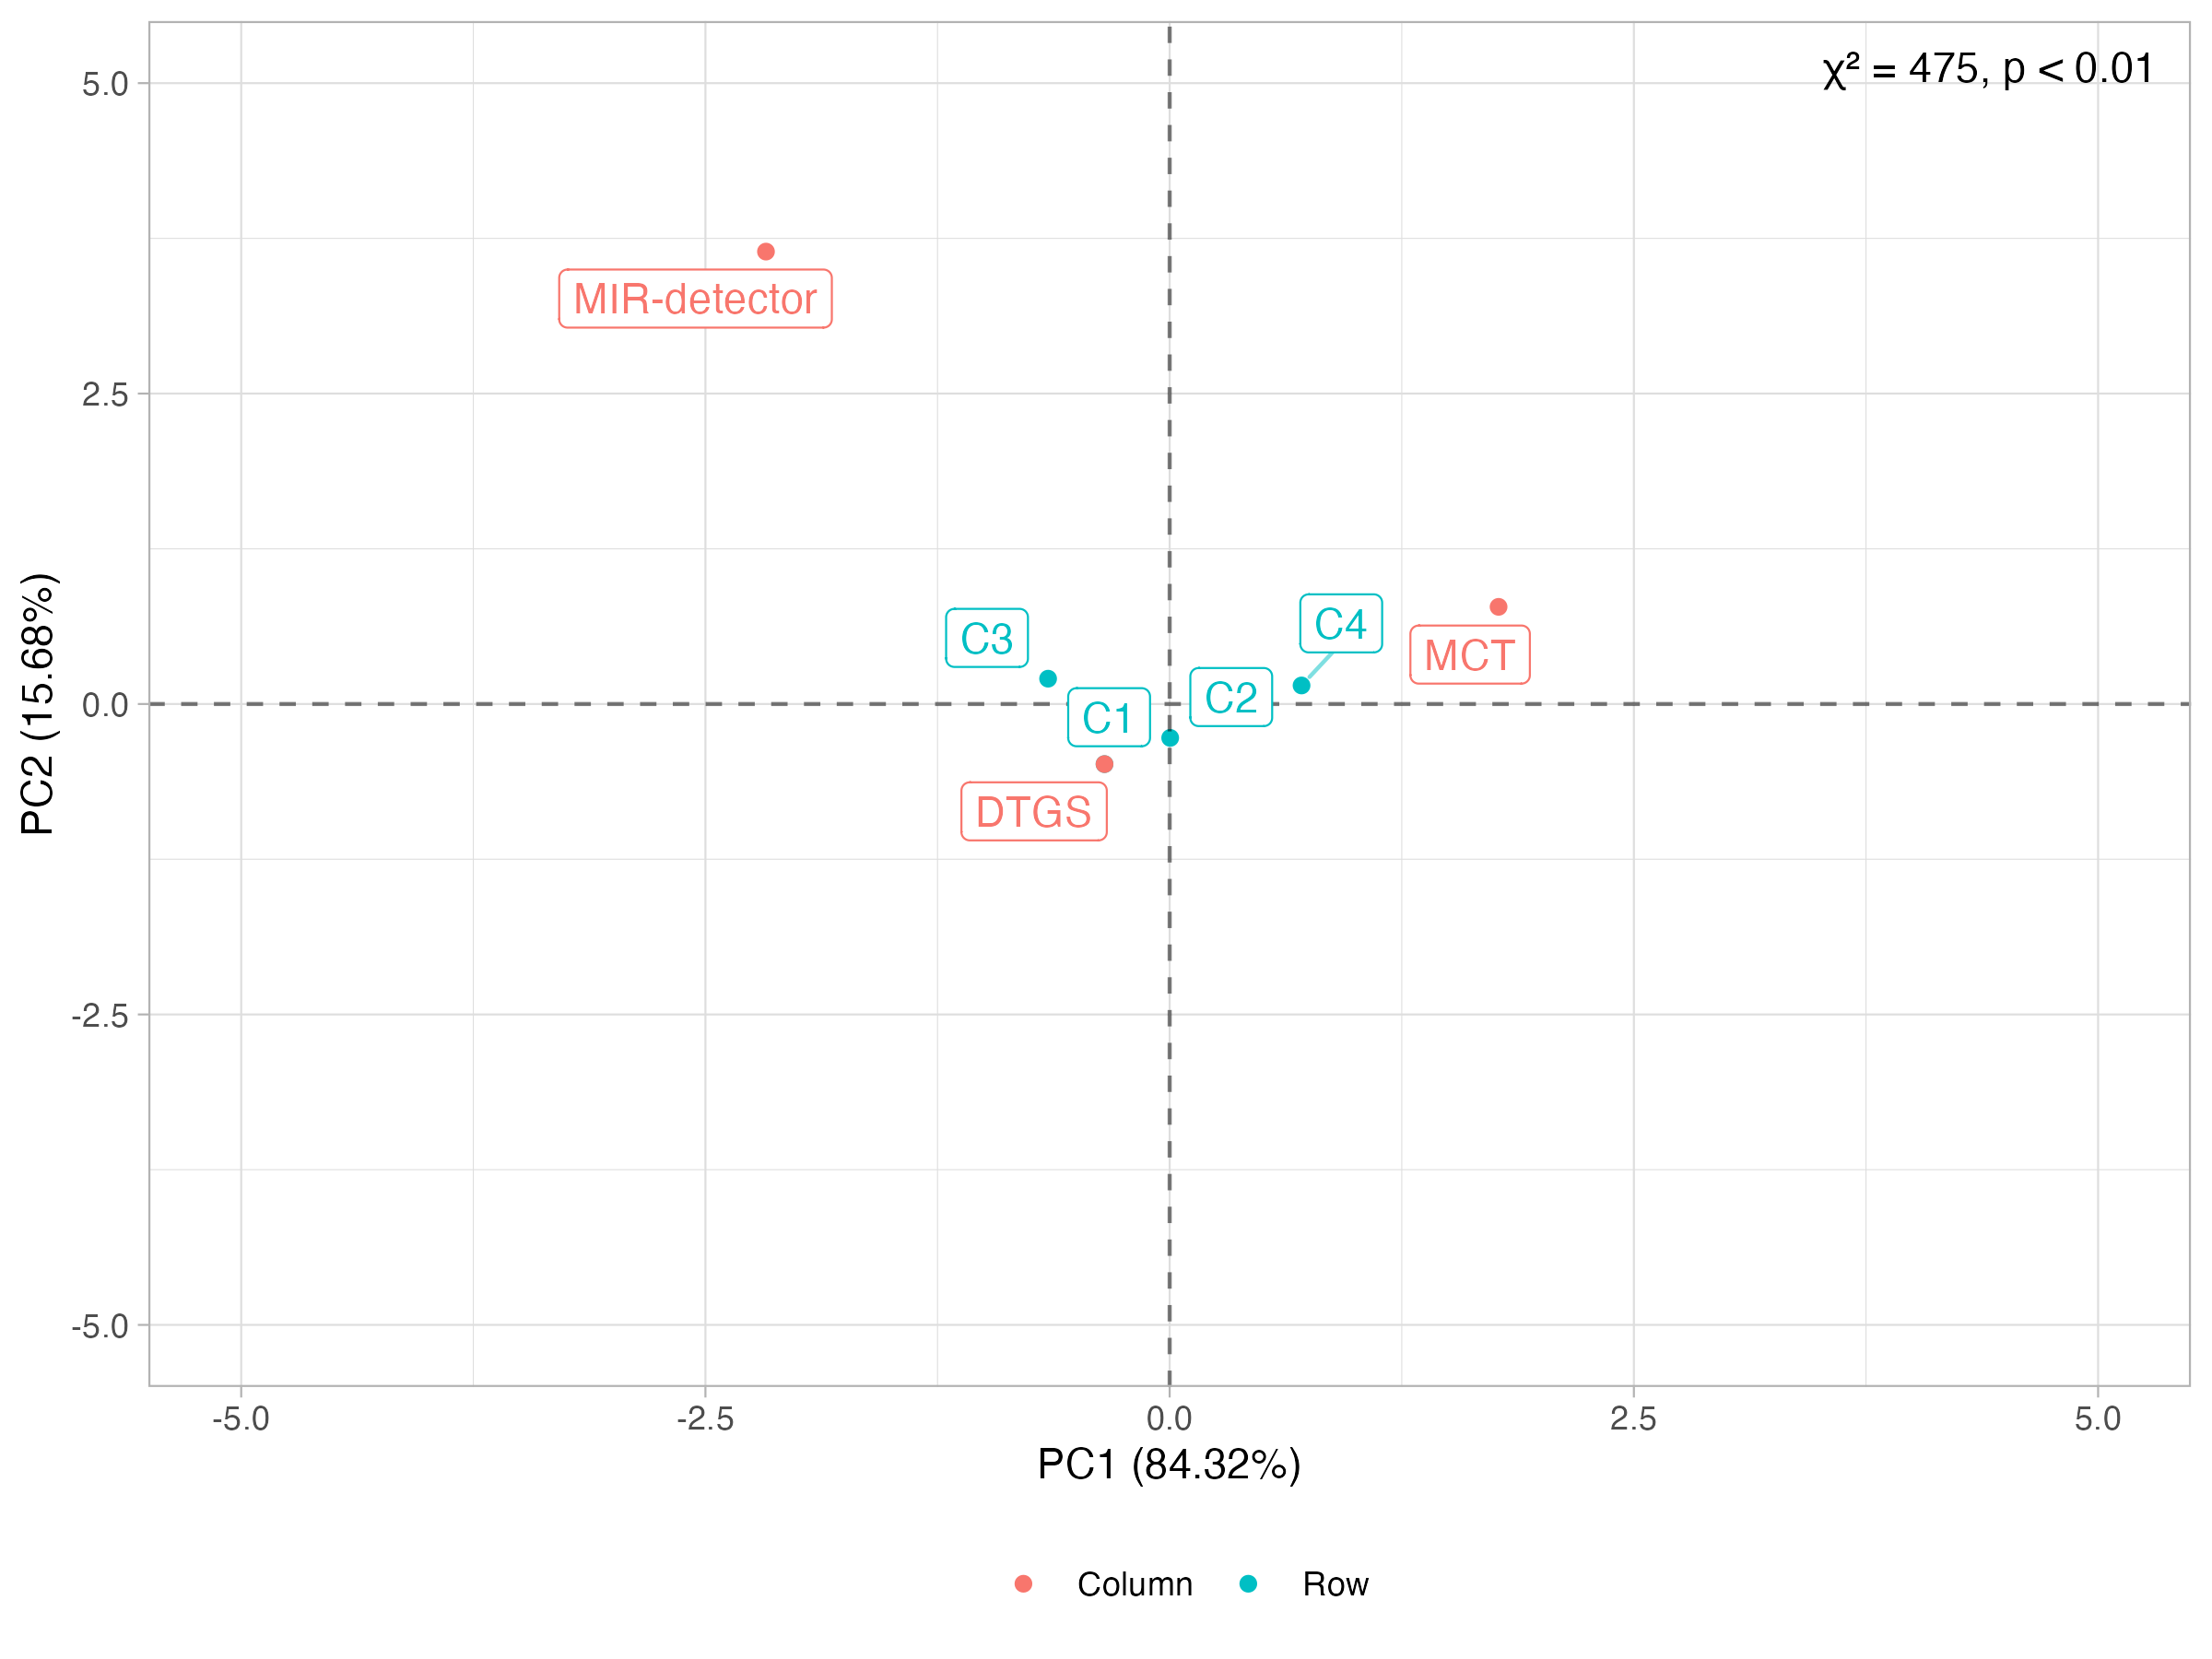 χ² = 475, p < 0.01
5.0
2.5
0.0
-2.5
-5.0
PC2 (15.68%)
MIR-detector
C3
C4
MCT
C1
C2
DTGS
-5.0
-2.5
0.0
2.5
5.0
PC1 (84.32%)
Column
Row